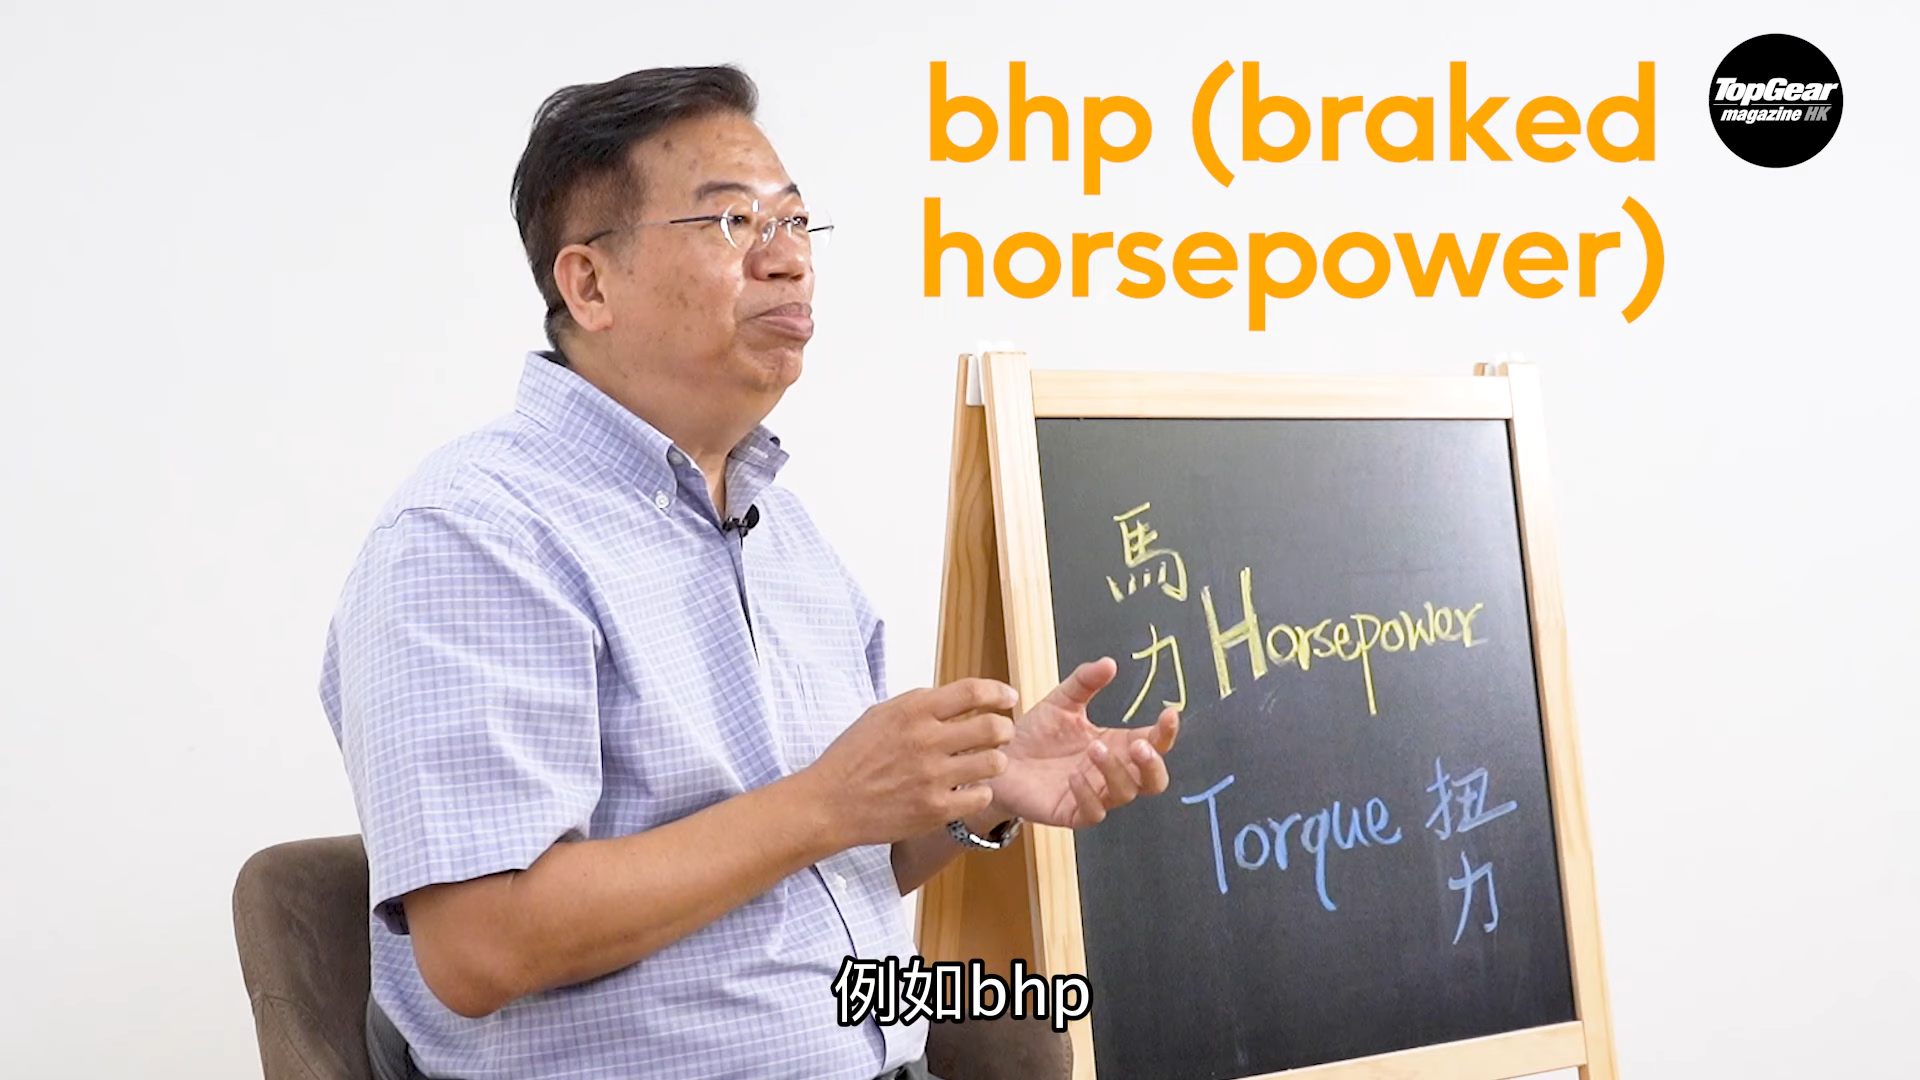 bhp (braked
horsepower)
TopGear
magazine HK
馬力
Horsepower
Torque
扭力
例如bhp